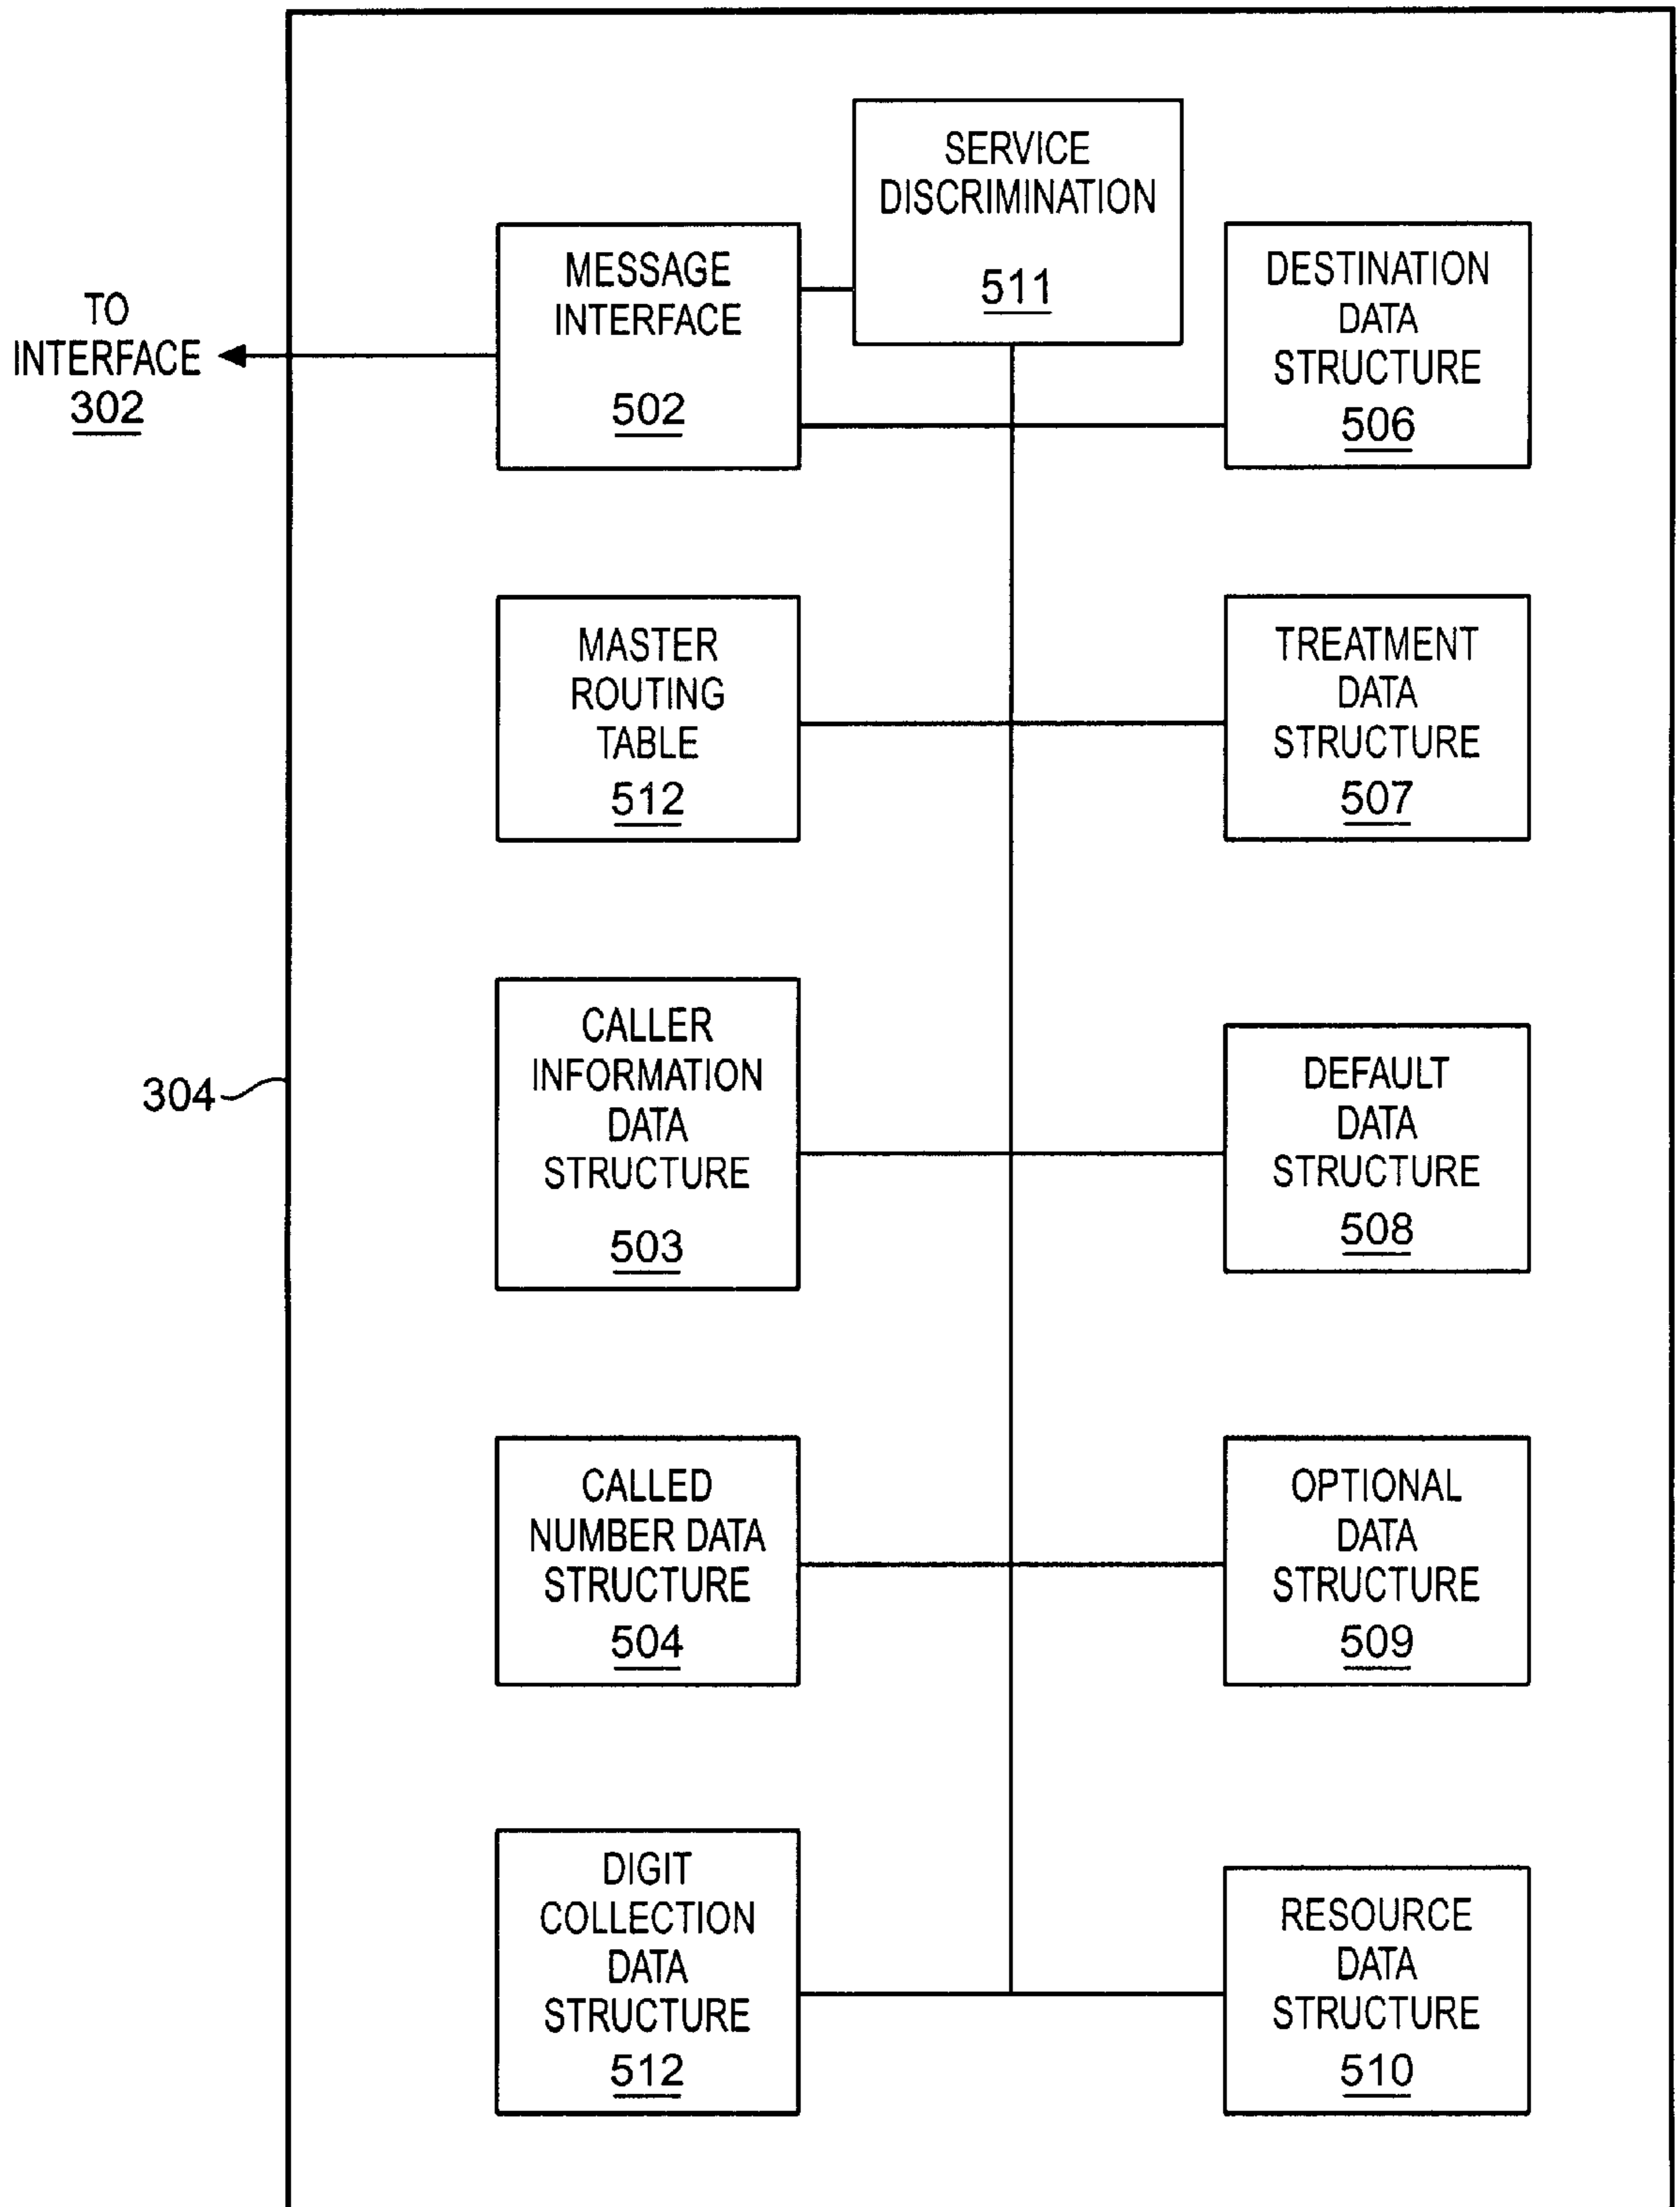 SERVICE
DISCRIMINATION
511
MESSAGE
INTERFACE
502
DESTINATION
DATA
STRUCTURE
506
TO
INTERFACE
302
MASTER
ROUTING
TABLE
512
TREATMENT
DATA
STRUCTURE
507
CALLER
INFORMATION
DATA
STRUCTURE
503
DEFAULT
DATA
STRUCTURE
508
304
CALLED
NUMBER DATA
STRUCTURE
504
OPTIONAL
DATA
STRUCTURE
509
DIGIT
COLLECTION
DATA
STRUCTURE
512
RESOURCE
DATA
STRUCTURE
510